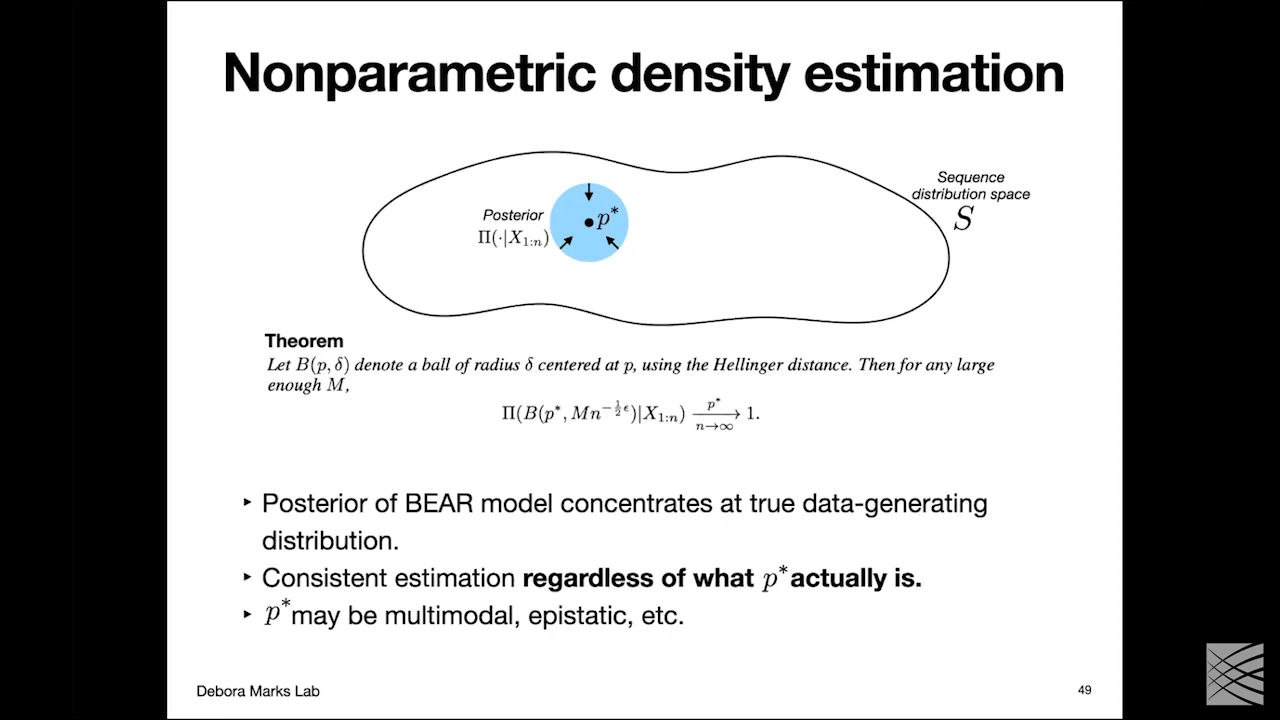 Nonparametric density estimation
Sequence
distribution space
S
Posterior
Π(·|X₁:ₙ)
p*
Theorem
Let B(p, δ) denote a ball of radius δ centered at p, using the Hellinger distance. Then for any large
enough M,
Π(B(p*, Mn^{-½ϵ})|X₁:ₙ) \xrightarrow[n→∞]{p*} 1.
‣ Posterior of BEAR model concentrates at true data-generating
distribution.
‣ Consistent estimation regardless of what p* actually is.
‣ p* may be multimodal, epistatic, etc.
Debora Marks Lab
49